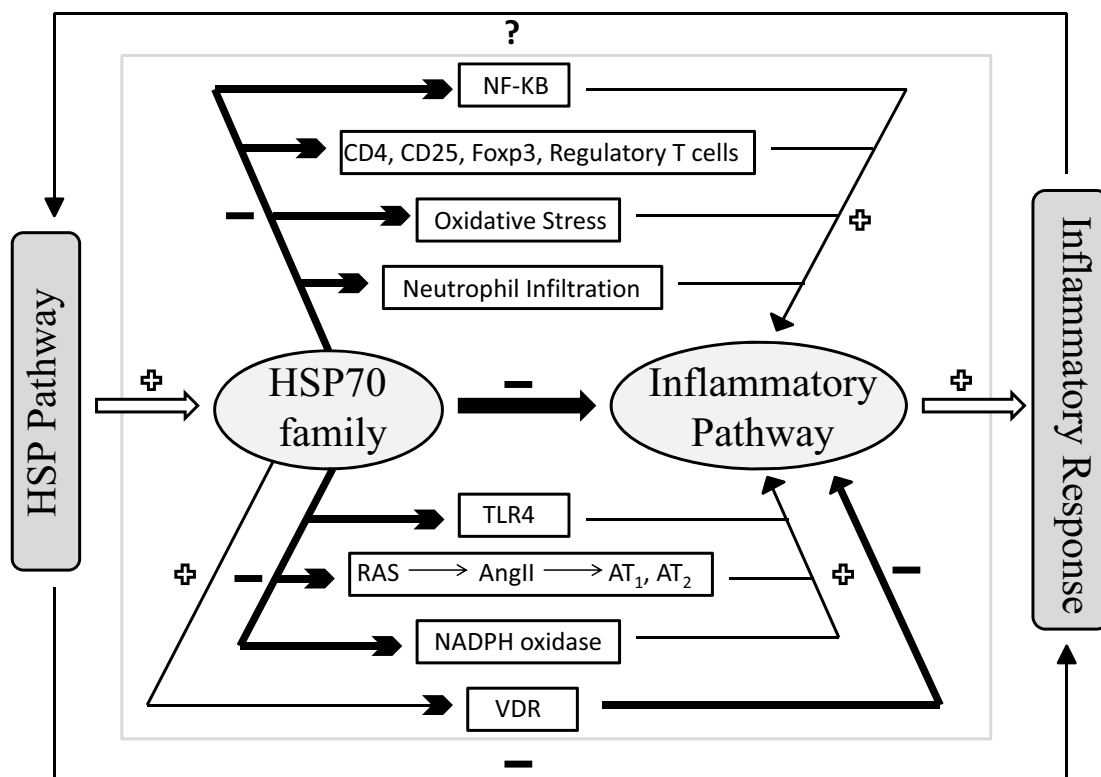 ?
NF-KB
CD4, CD25, Foxp3, Regulatory T cells
Oxidative Stress
Neutrophil Infiltration
HSP Pathway
HSP70
family
Inflammatory
Pathway
Inflammatory Response
TLR4
RAS AngII AT1, AT2
NADPH oxidase
VDR